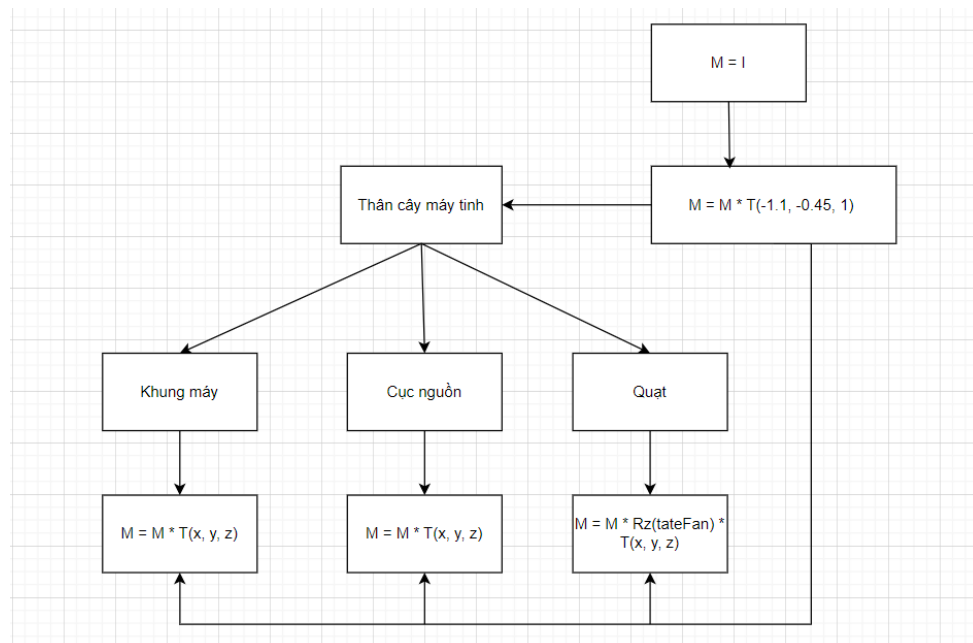 M = I
Thân cây máy tinh
M = M * T(-1.1, -0.45, 1)
Khung máy
Cục nguồn
Quạt
M = M * T(x, y, z)
M = M * T(x, y, z)
M = M * Rz(tateFan) *
T(x, y, z)